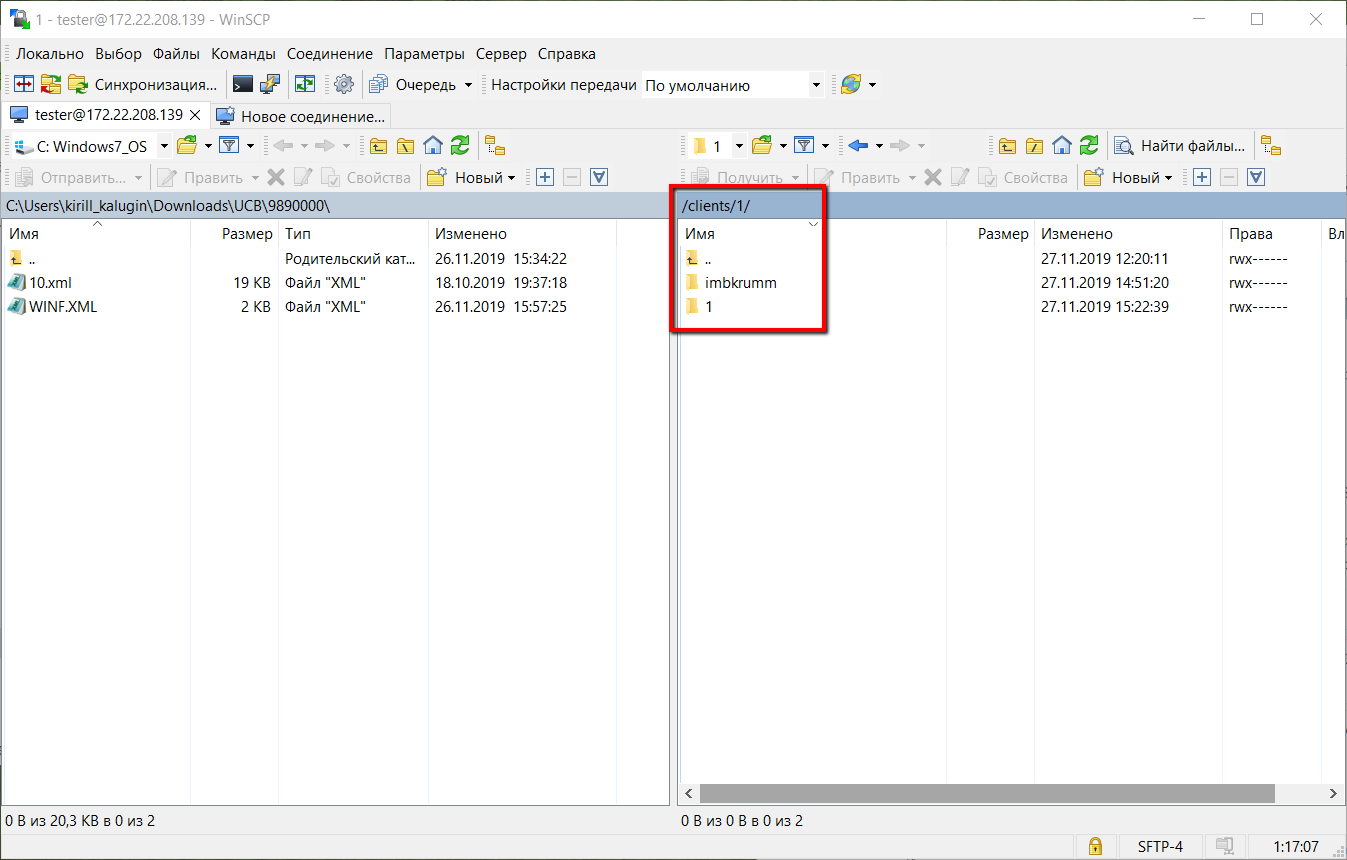 1 - tester@172.22.208.139 - WinSCP
Локально Выбор Файлы Команды Соединение Параметры Сервер Справка
Синхронизация... Очередь Настройки передачи По умолчанию
tester@172.22.208.139 Новое соединение...
C: Windows7_OS 1 Найти файлы...
Отправить... Править Свойства Новый Получить Править Свойства Новый
C:\Users\kirill_kalugin\Downloads\UCB\9890000\ /clients/1/
Имя Размер Тип Изменено Имя Размер Изменено Права Вл
.. Родительский кат... 26.11.2019 15:34:22 .. 27.11.2019 12:20:11 rwx------
10.xml 19 KB Файл "XML" 18.10.2019 19:37:18 imbkrumm 27.11.2019 14:51:20 rwx------
WINF.XML 2 KB Файл "XML" 26.11.2019 15:57:25 1 27.11.2019 15:22:39 rwx------
0 B из 20,3 KB в 0 из 2 0 B из 0 B в 0 из 2
SFTP-4 1:17:07